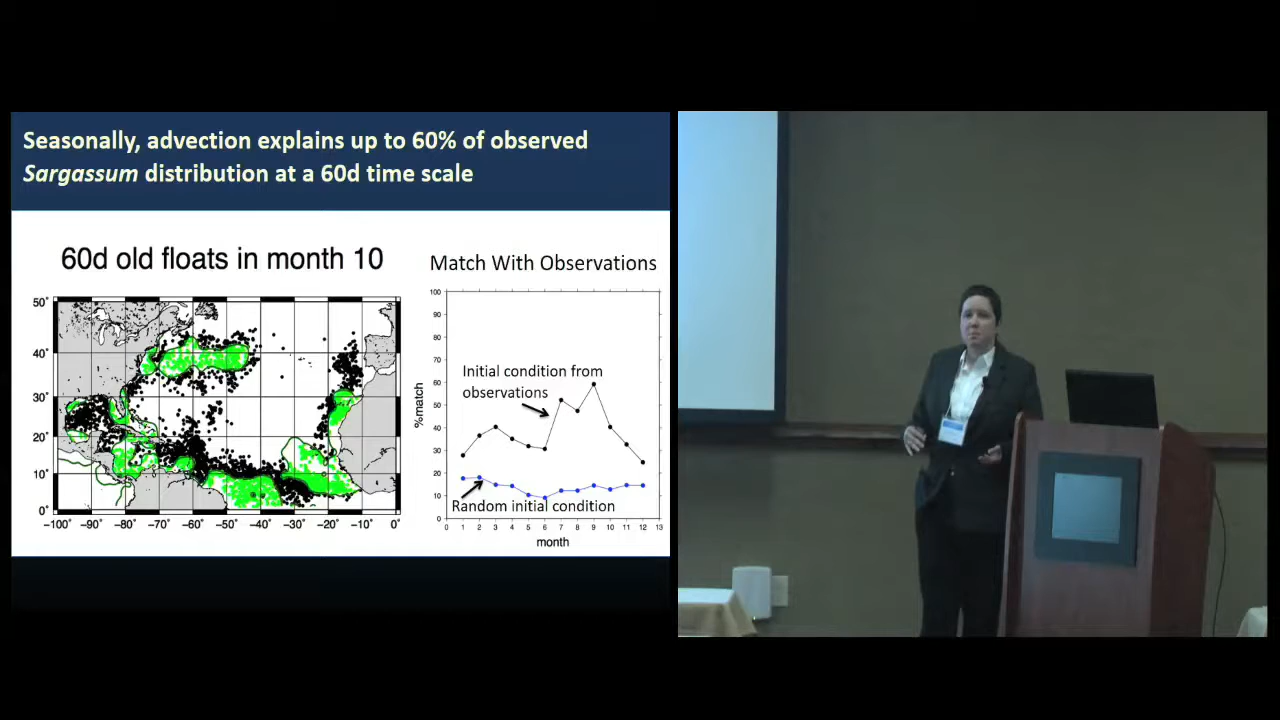 Seasonally, advection explains up to 60% of observed
Sargassum distribution at a 60d time scale
60d old floats in month 10
50°
40°
30°
20°
10°
0°
-100° -90° -80° -70° -60° -50° -40° -30° -20° -10° 0°
Match With Observations
%match
100
90
80
70
60
50
40
30
20
10
0
Initial condition from
observations
Random initial condition
0 1 2 3 4 5 6 7 8 9 10 11 12 13
month